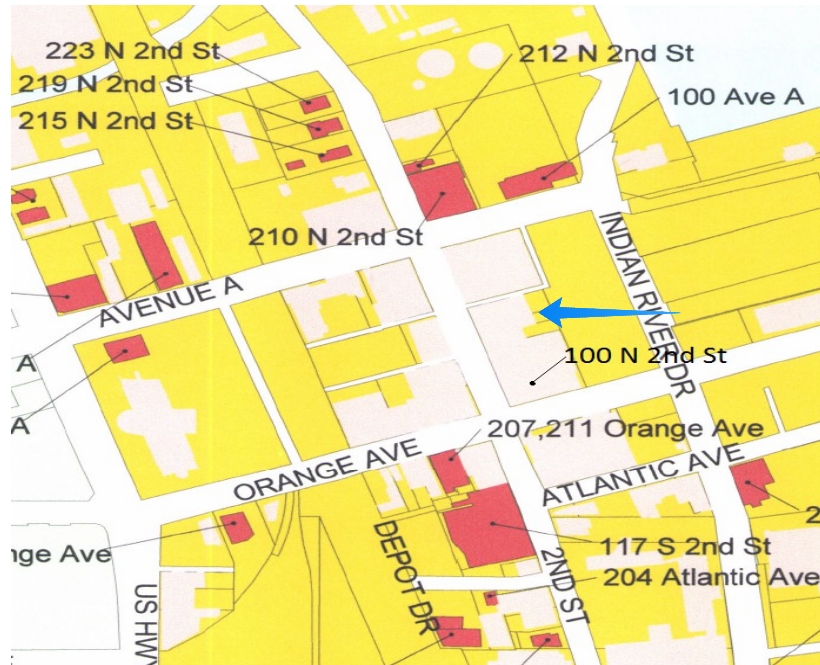 223 N 2nd St
212 N 2nd St
219 N 2nd St
100 Ave A
215 N 2nd St
210 N 2nd St
INDIAN RIVER DR
AVENUE A
100 N 2nd St
A
A
207,211 Orange Ave
ORANGE AVE
ATLANTIC AVE
2
nge Ave
DEPOT DR
117 S 2nd St
2ND ST
204 Atlantic Ave
US HWY